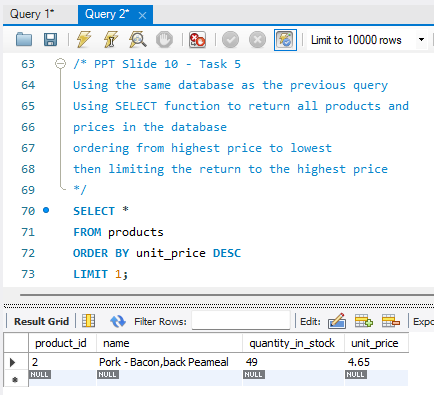 Query 1* Query 2*
Limit to 10000 rows
63 /* PPT Slide 10 - Task 5
64 Using the same database as the previous query
65 Using SELECT function to return all products and
66 prices in the database
67 ordering from highest price to lowest
68 then limiting the return to the highest price
69 */
70 SELECT *
71 FROM products
72 ORDER BY unit_price DESC
73 LIMIT 1;
Result Grid Filter Rows: Edit: Expo
product_id name quantity_in_stock unit_price
2 Pork - Bacon,back Peameal 49 4.65
NULL NULL NULL NULL